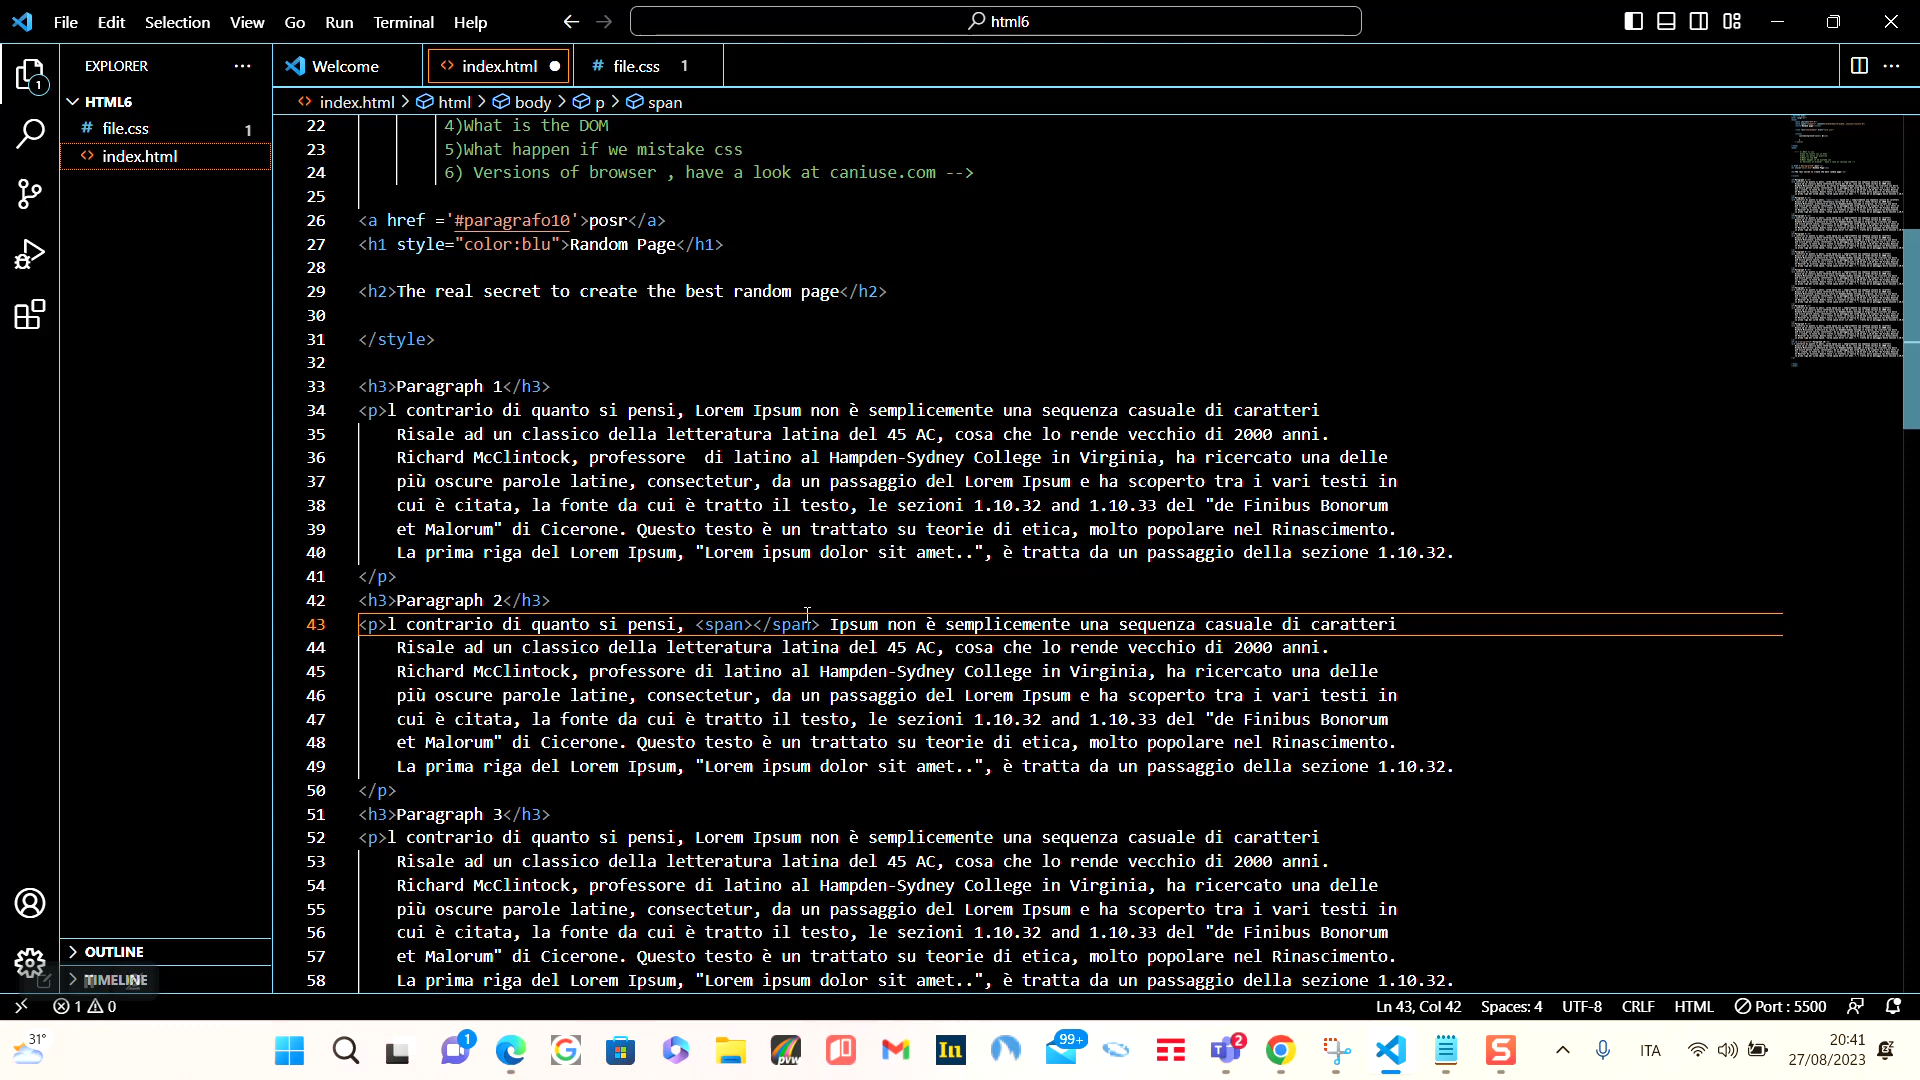 File Edit Selection View Go Run Terminal Help
html6
EXPLORER
HTML6
# file.css 1
<> index.html
Welcome
<> index.html
# file.css 1
<> index.html > html > body > p > span
22 4)What is the DOM
23 5)What happen if we mistake css
24 6) Versions of browser , have a look at caniuse.com -->
25
26 <a href ='#paragrafo10'>posr</a>
27 <h1 style="color:blu">Random Page</h1>
28
29 <h2>The real secret to create the best random page</h2>
30
31 </style>
32
33 <h3>Paragraph 1</h3>
34 <p>l contrario di quanto si pensi, Lorem Ipsum non è semplicemente una sequenza casuale di caratteri
35 Risale ad un classico della letteratura latina del 45 AC, cosa che lo rende vecchio di 2000 anni.
36 Richard McClintock, professore  di latino al Hampden-Sydney College in Virginia, ha ricercato una delle
37 più oscure parole latine, consectetur, da un passaggio del Lorem Ipsum e ha scoperto tra i vari testi in
38 cui è citata, la fonte da cui è tratto il testo, le sezioni 1.10.32 and 1.10.33 del "de Finibus Bonorum
39 et Malorum" di Cicerone. Questo testo è un trattato su teorie di etica, molto popolare nel Rinascimento.
40 La prima riga del Lorem Ipsum, "Lorem ipsum dolor sit amet..", è tratta da un passaggio della sezione 1.10.32.
41 </p>
42 <h3>Paragraph 2</h3>
43 <p>l contrario di quanto si pensi, <span></span> Ipsum non è semplicemente una sequenza casuale di caratteri
44 Risale ad un classico della letteratura latina del 45 AC, cosa che lo rende vecchio di 2000 anni.
45 Richard McClintock, professore di latino al Hampden-Sydney College in Virginia, ha ricercato una delle
46 più oscure parole latine, consectetur, da un passaggio del Lorem Ipsum e ha scoperto tra i vari testi in
47 cui è citata, la fonte da cui è tratto il testo, le sezioni 1.10.32 and 1.10.33 del "de Finibus Bonorum
48 et Malorum" di Cicerone. Questo testo è un trattato su teorie di etica, molto popolare nel Rinascimento.
49 La prima riga del Lorem Ipsum, "Lorem ipsum dolor sit amet..", è tratta da un passaggio della sezione 1.10.32.
50 </p>
51 <h3>Paragraph 3</h3>
52 <p>l contrario di quanto si pensi, Lorem Ipsum non è semplicemente una sequenza casuale di caratteri
53 Risale ad un classico della letteratura latina del 45 AC, cosa che lo rende vecchio di 2000 anni.
54 Richard McClintock, professore di latino al Hampden-Sydney College in Virginia, ha ricercato una delle
55 più oscure parole latine, consectetur, da un passaggio del Lorem Ipsum e ha scoperto tra i vari testi in
56 cui è citata, la fonte da cui è tratto il testo, le sezioni 1.10.32 and 1.10.33 del "de Finibus Bonorum
57 et Malorum" di Cicerone. Questo testo è un trattato su teorie di etica, molto popolare nel Rinascimento.
58 La prima riga del Lorem Ipsum, "Lorem ipsum dolor sit amet..", è tratta da un passaggio della sezione 1.10.32.
1
OUTLINE
TIMELINE
1 0
Ln 43, Col 42 Spaces: 4 UTF-8 CRLF HTML Port : 5500
31°
1
pvw
In
99+
2
S
ITA
20:41
27/08/2023